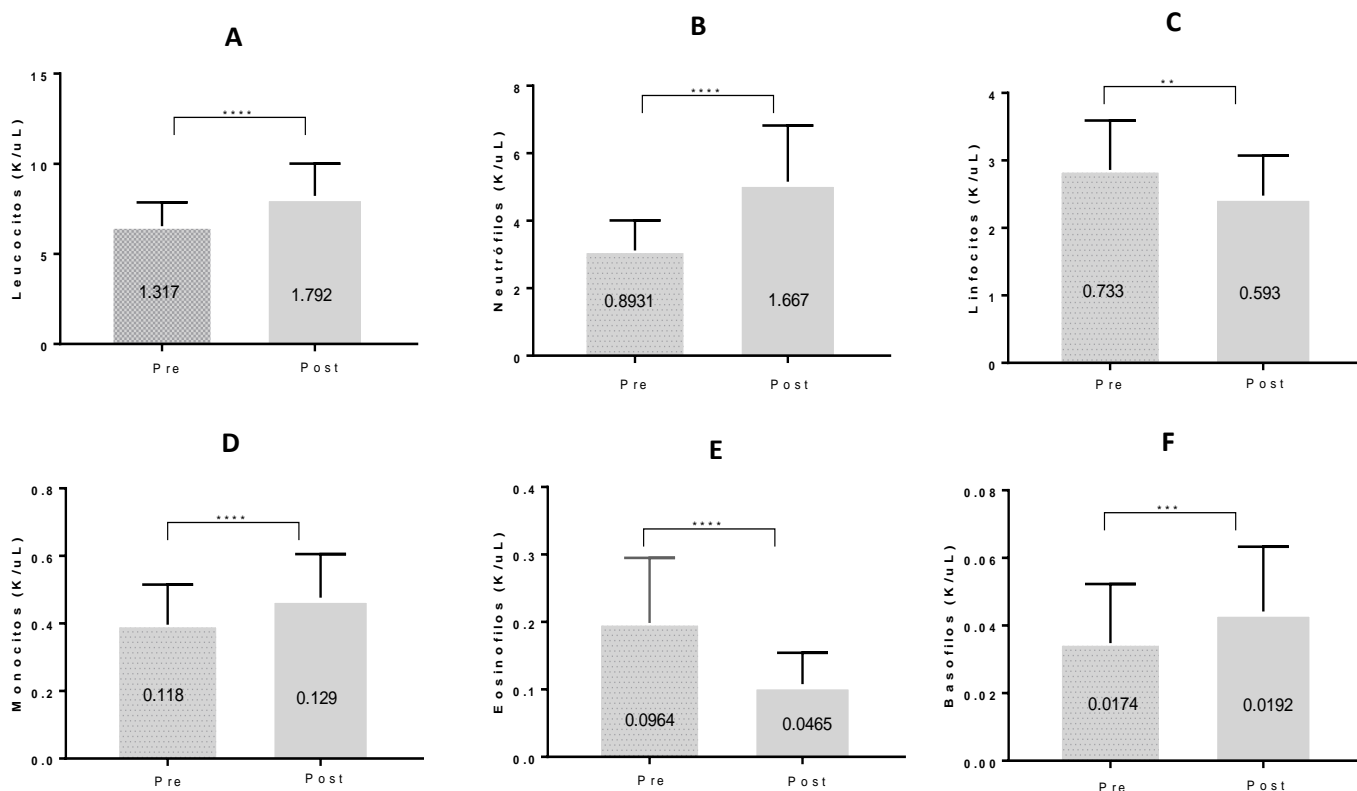 A
15
10
5
0
Leucocitos (K/uL)
****
1.317
1.792
Pre
Post
B
8
6
4
2
0
Neutrófilos (K/uL)
****
0.8931
1.667
Pre
Post
C
4
3
2
1
0
Linfocitos (K/uL)
**
0.733
0.593
Pre
Post
D
0.8
0.6
0.4
0.2
0.0
Monocitos (K/uL)
****
0.118
0.129
Pre
Post
E
0.4
0.3
0.2
0.1
0.0
Eosinofilos (K/uL)
****
0.0964
0.0465
Pre
Post
F
0.08
0.06
0.04
0.02
0.00
Basofilos (K/uL)
***
0.0174
0.0192
Pre
Post